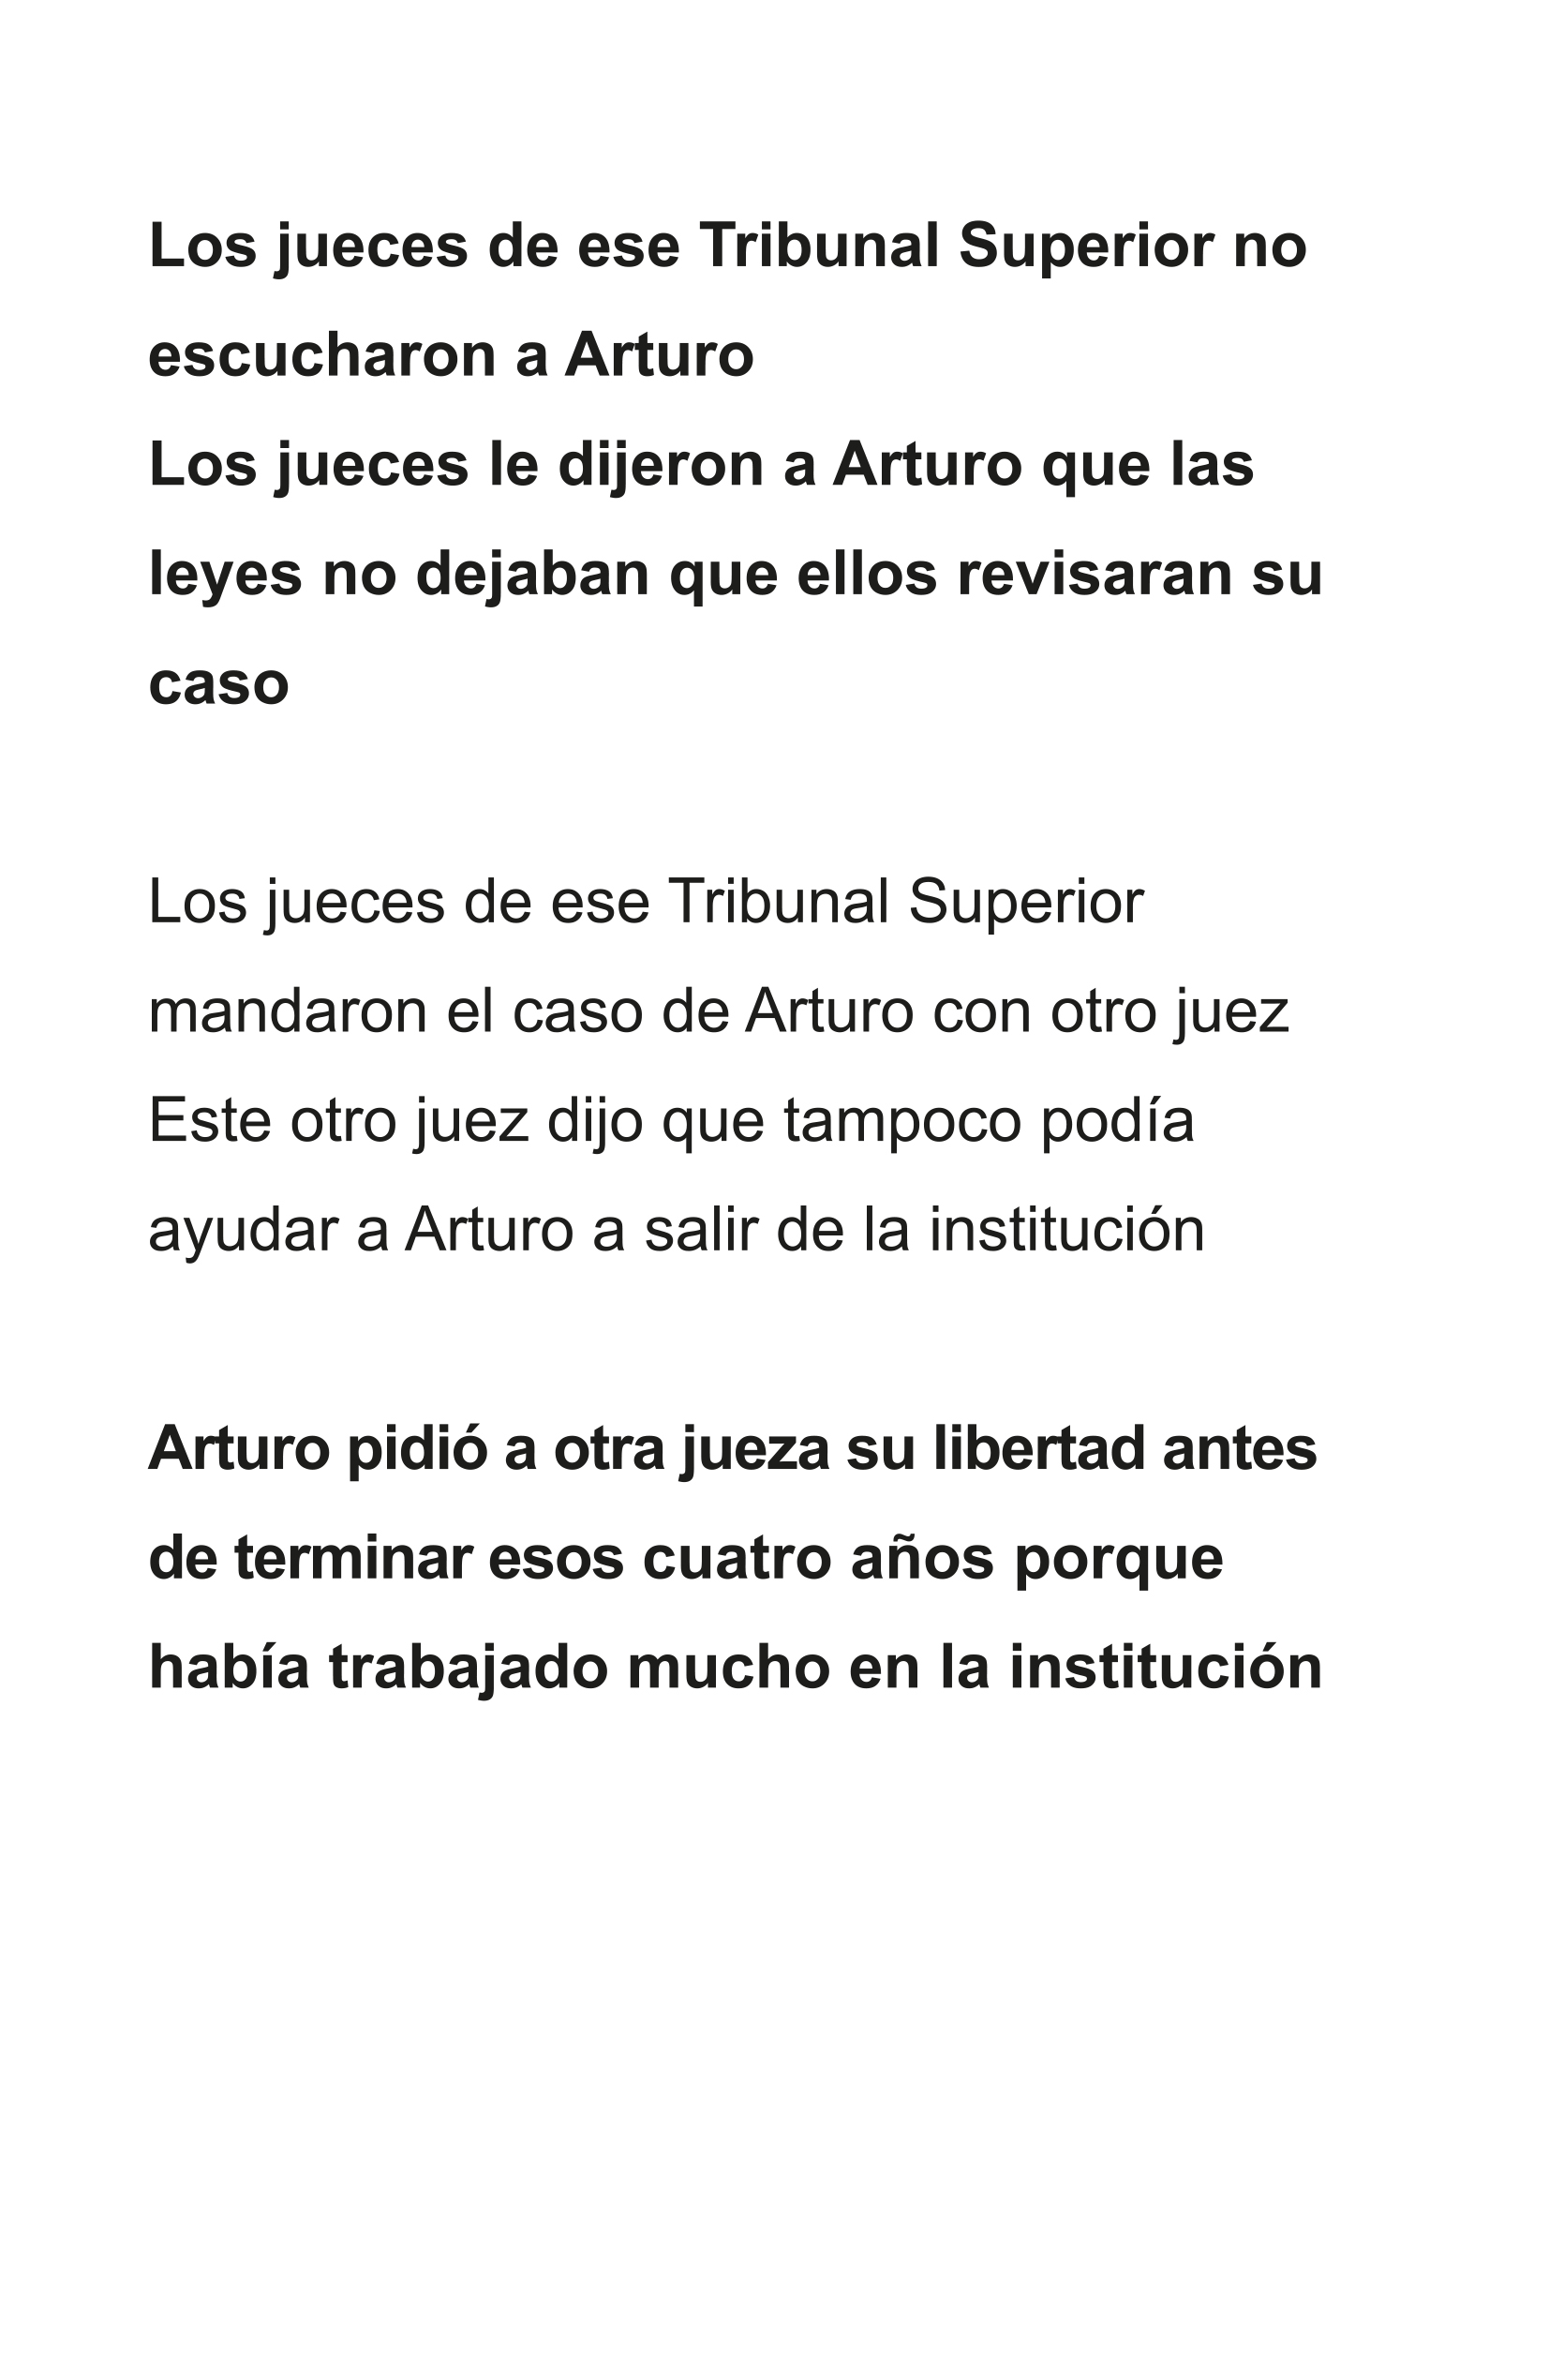 Los jueces de ese Tribunal Superior no
escucharon a Arturo
Los jueces le dijeron a Arturo que las
leyes no dejaban que ellos revisaran su
caso
Los jueces de ese Tribunal Superior
mandaron el caso de Arturo con otro juez
Este otro juez dijo que tampoco podía
ayudar a Arturo a salir de la institución
Arturo pidió a otra jueza su libertad antes
de terminar esos cuatro años porque
había trabajado mucho en la institución